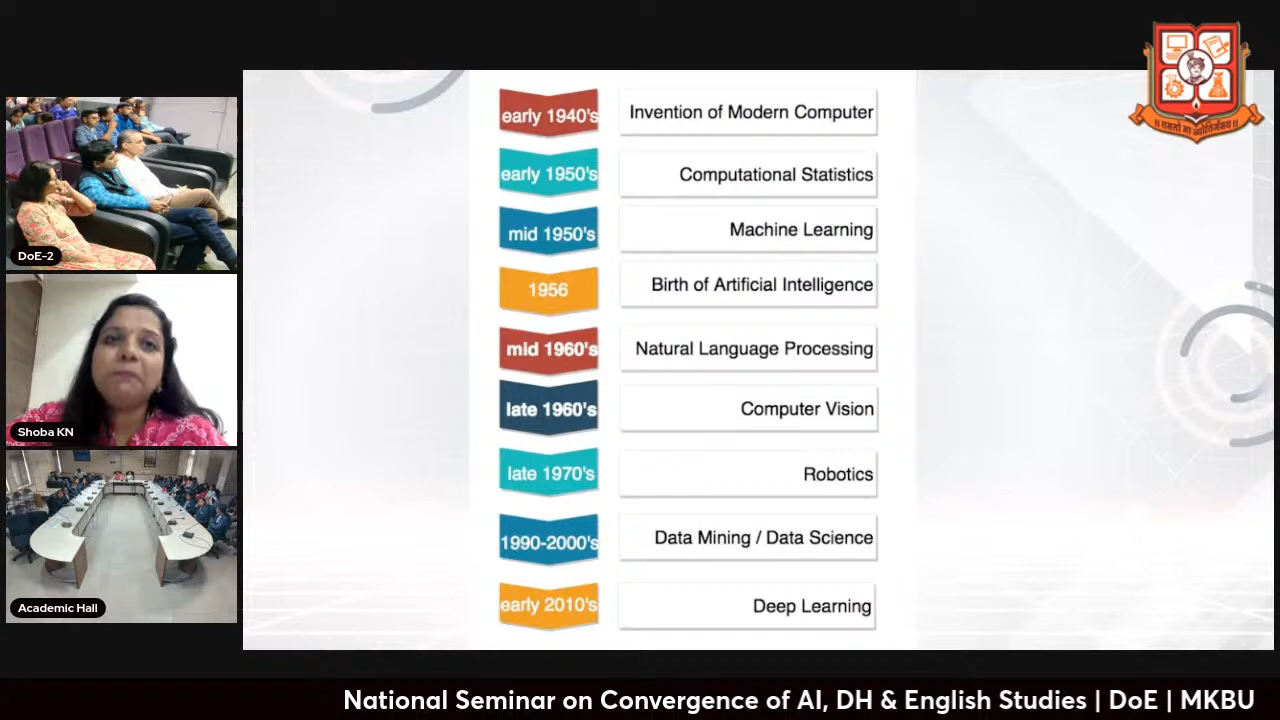 early 1940's
Invention of Modern Computer
early 1950's
Computational Statistics
mid 1950's
Machine Learning
1956
Birth of Artificial Intelligence
mid 1960's
Natural Language Processing
late 1960's
Computer Vision
late 1970's
Robotics
1990-2000's
Data Mining / Data Science
early 2010's
Deep Learning
DoE-2
Shoba KN
Academic Hall
॥ तमसो मा ज्योतिर्गमय ॥
National Seminar on Convergence of AI, DH & English Studies | DoE | MKBU